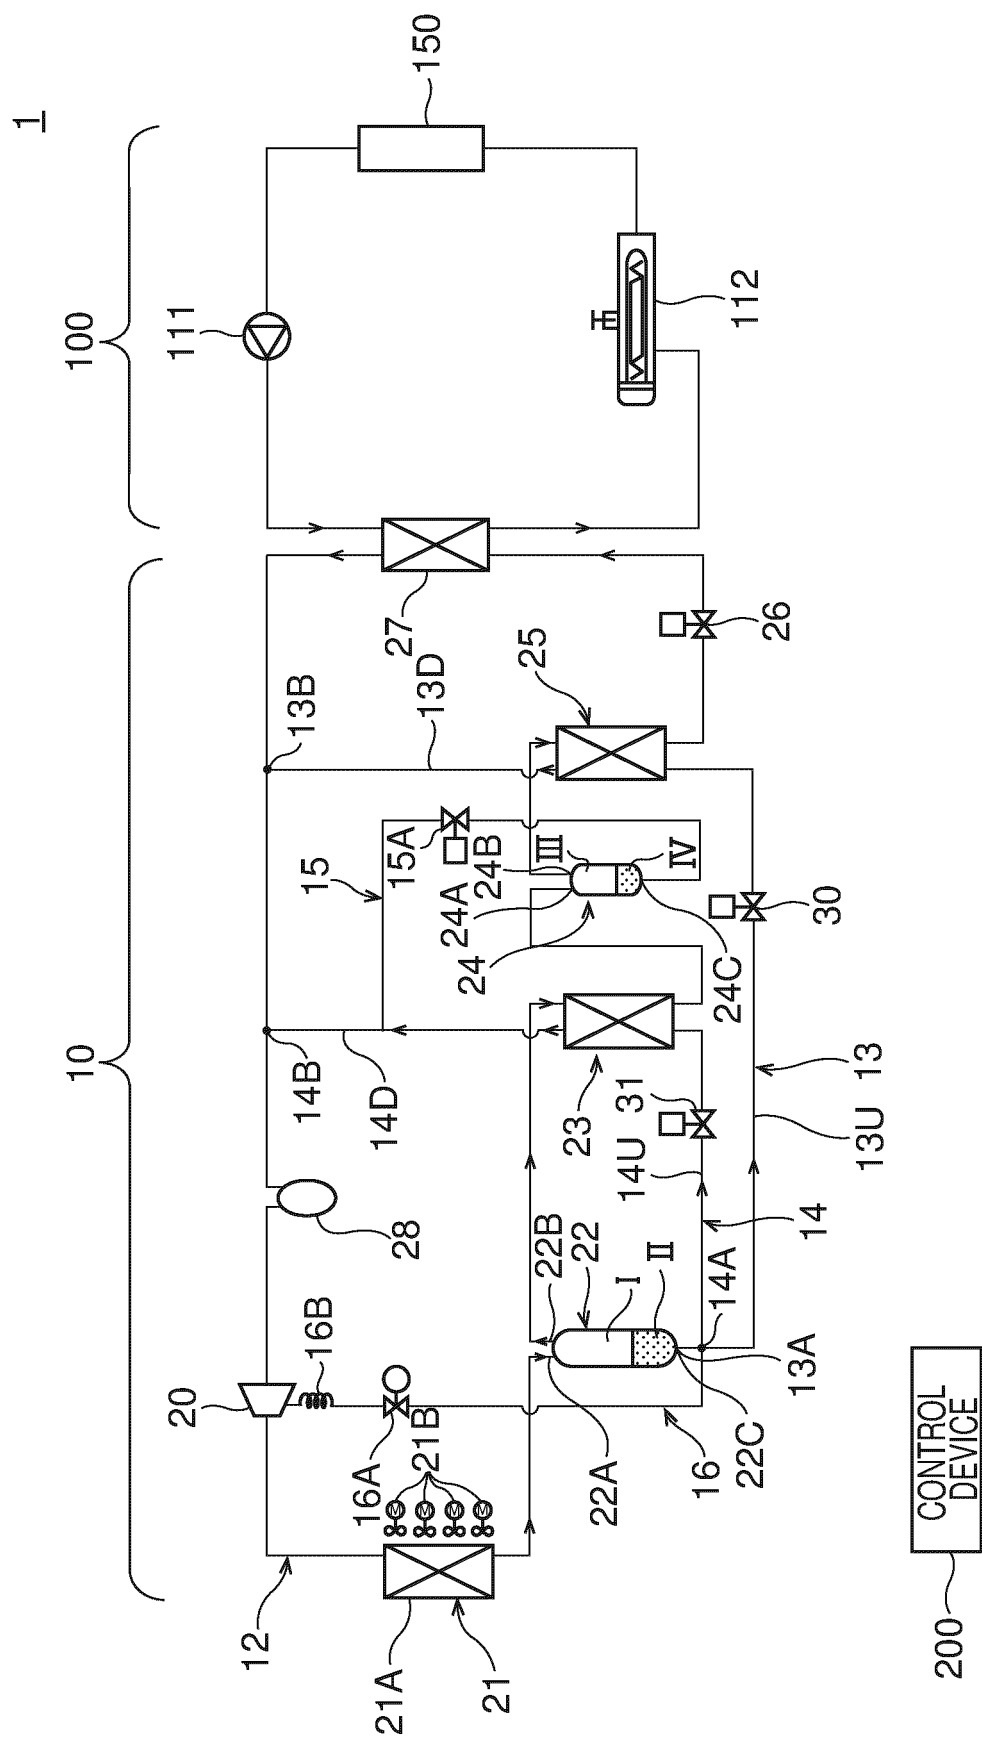 1
100
10
150
111
112
27
13B
13D
25
26
15
15A
24B
III
24A
IV
24
24C
30
14B
14D
23
31
14U
13
13U
28
22B
22
I
II
14
14A
16B
20
16A
21B
22A
16
22C
13A
M
M
M
M
12
21A
21
CONTROL
DEVICE
200